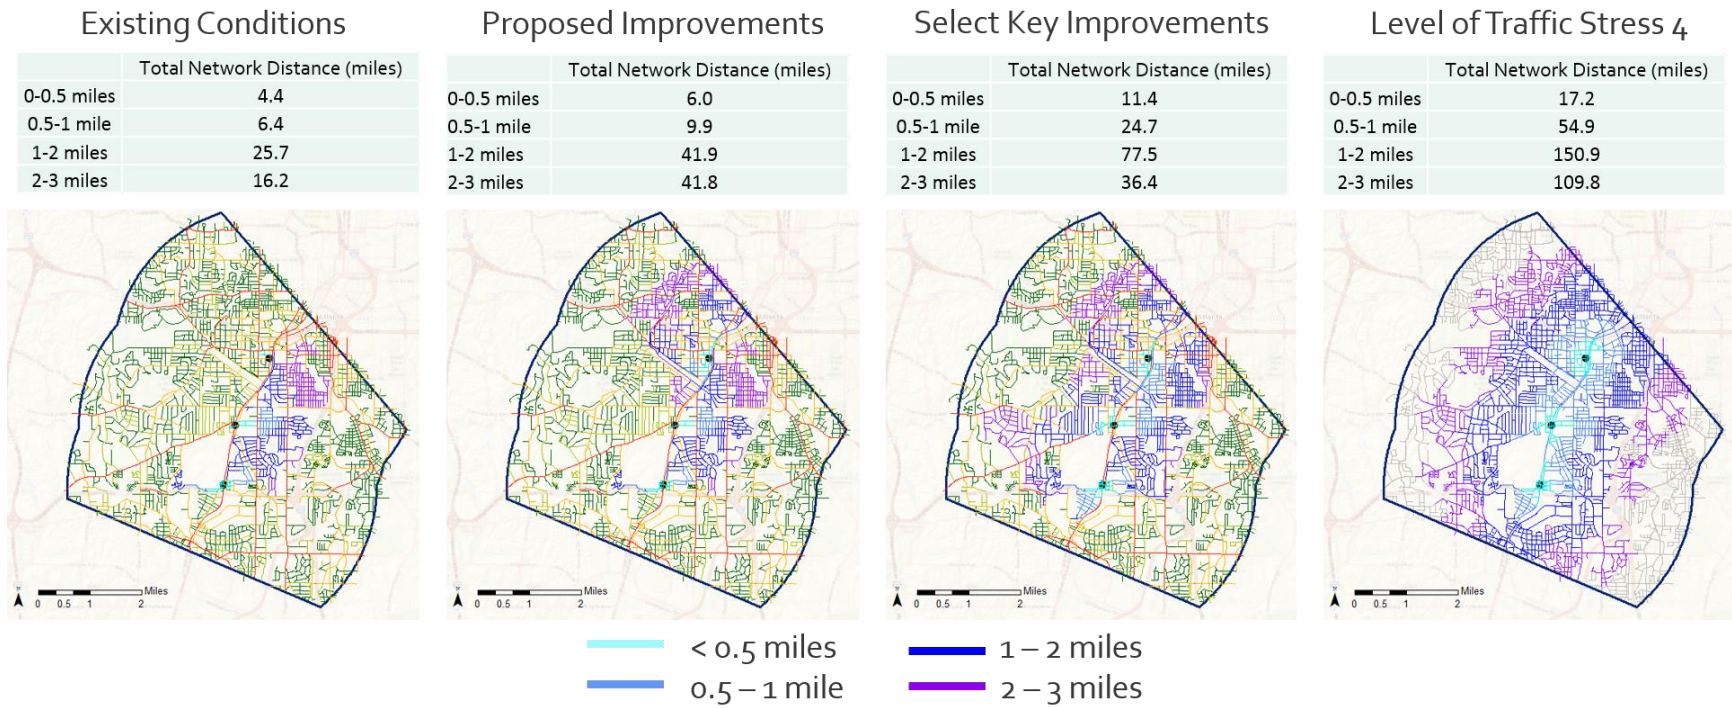 Existing Conditions
Total Network Distance (miles)
0-0.5 miles 4.4
0.5-1 mile 6.4
1-2 miles 25.7
2-3 miles 16.2
Proposed Improvements
Total Network Distance (miles)
0-0.5 miles 6.0
0.5-1 mile 9.9
1-2 miles 41.9
2-3 miles 41.8
Select Key Improvements
Total Network Distance (miles)
0-0.5 miles 11.4
0.5-1 mile 24.7
1-2 miles 77.5
2-3 miles 36.4
Level of Traffic Stress 4
Total Network Distance (miles)
0-0.5 miles 17.2
0.5-1 mile 54.9
1-2 miles 150.9
2-3 miles 109.8
Miles
0 0.5 1 2
Miles
0 0.5 1 2
Miles
0 0.5 1 2
Miles
0 0.5 1 2
< 0.5 miles
0.5 – 1 mile
1 – 2 miles
2 – 3 miles